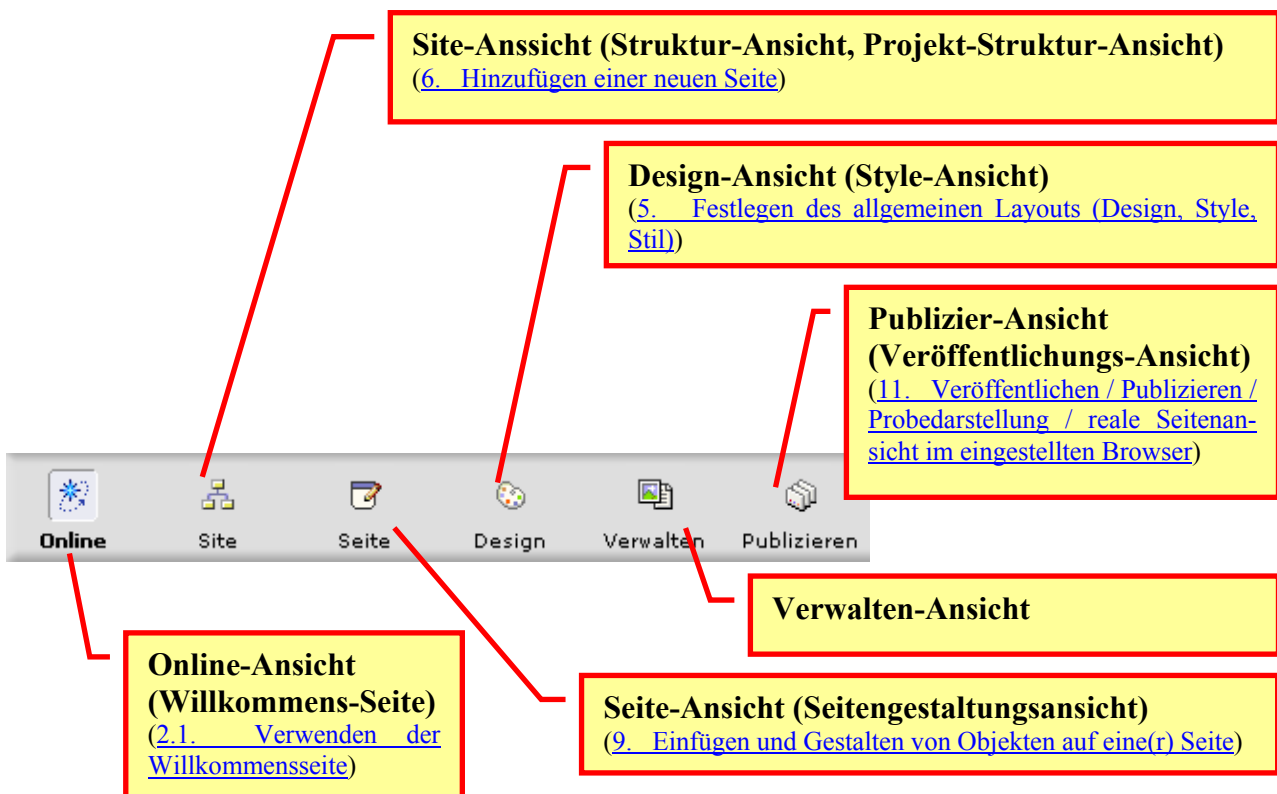 Site-Anssicht (Struktur-Ansicht, Projekt-Struktur-Ansicht)
(6. Hinzufügen einer neuen Seite)
Design-Ansicht (Style-Ansicht)
(5. Festlegen des allgemeinen Layouts (Design, Style,
Stil))
Publizier-Ansicht
(Veröffentlichungs-Ansicht)
(11. Veröffentlichen / Publizieren /
Probedarstellung / reale Seitenan-
sicht im eingestellten Browser)
Online
Site
Seite
Design
Verwalten
Publizieren
Verwalten-Ansicht
Online-Ansicht
(Willkommens-Seite)
(2.1. Verwenden der
Willkommensseite)
Seite-Ansicht (Seitengestaltungsansicht)
(9. Einfügen und Gestalten von Objekten auf eine(r) Seite)